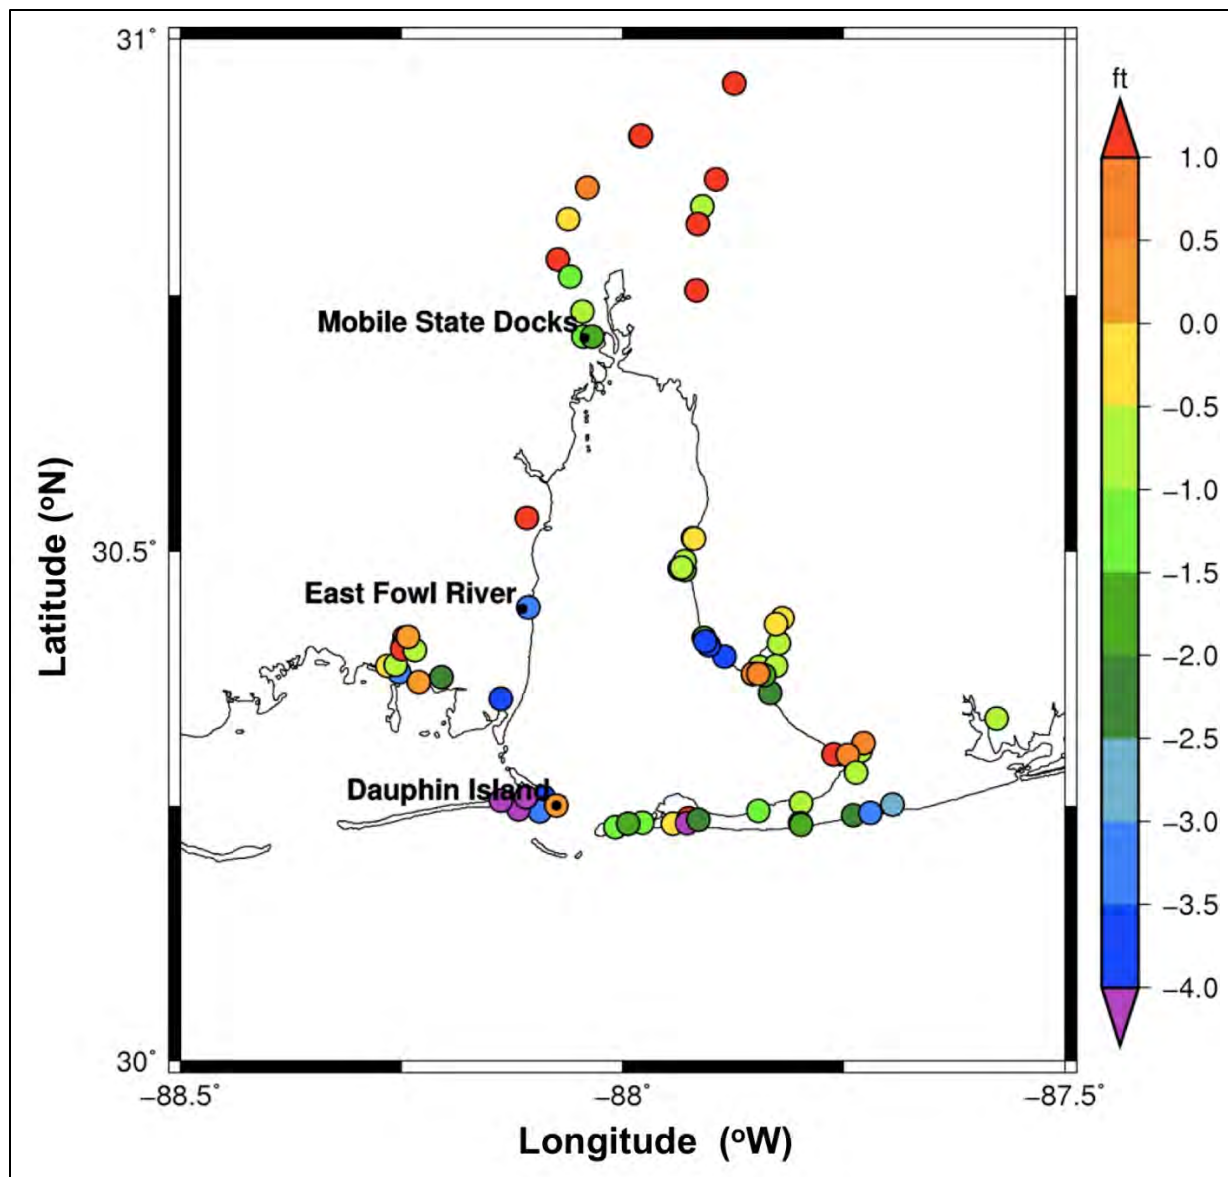 31°
ft
1.0
0.5
Mobile State Docks
0.0
−0.5
−1.0
Latitude (°N)
30.5°
−1.5
East Fowl River
−2.0
−2.5
Dauphin Island
−3.0
−3.5
−4.0
30°
−88.5°
−88°
−87.5°
Longitude (°W)